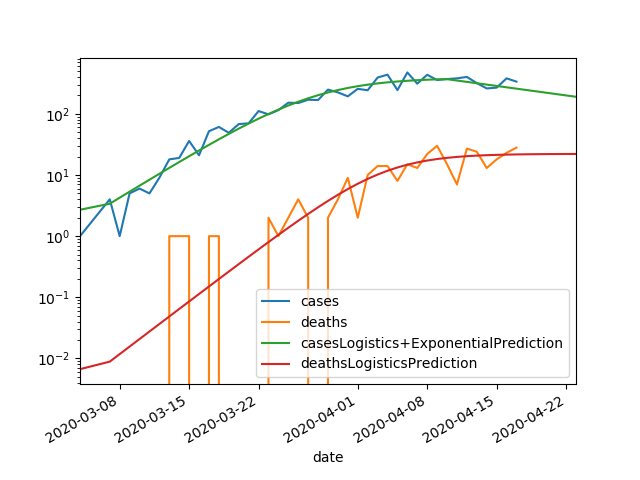 10²
10¹
10⁰
10⁻¹
10⁻²
cases
deaths
casesLogistics+ExponentialPrediction
deathsLogisticsPrediction
2020-03-08
2020-03-15
2020-03-22
2020-04-01
2020-04-08
2020-04-15
2020-04-22
date